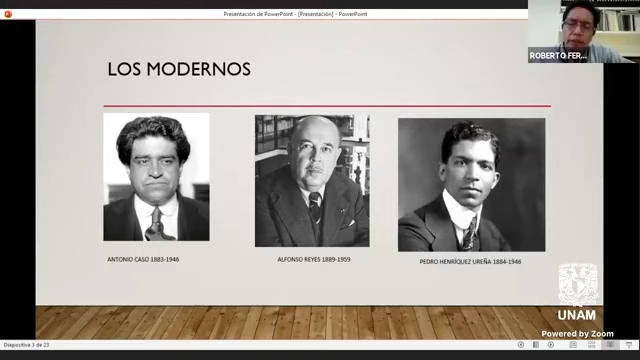 Presentación de PowerPoint - [Presentación] - PowerPoint
ROBERTO FER...
LOS MODERNOS
ANTONIO CASO 1883-1946
ALFONSO REYES 1889-1959
PEDRO HENRÍQUEZ UREÑA 1884-1946
UNAM
Powered by Zoom
Diapositiva 3 de 23